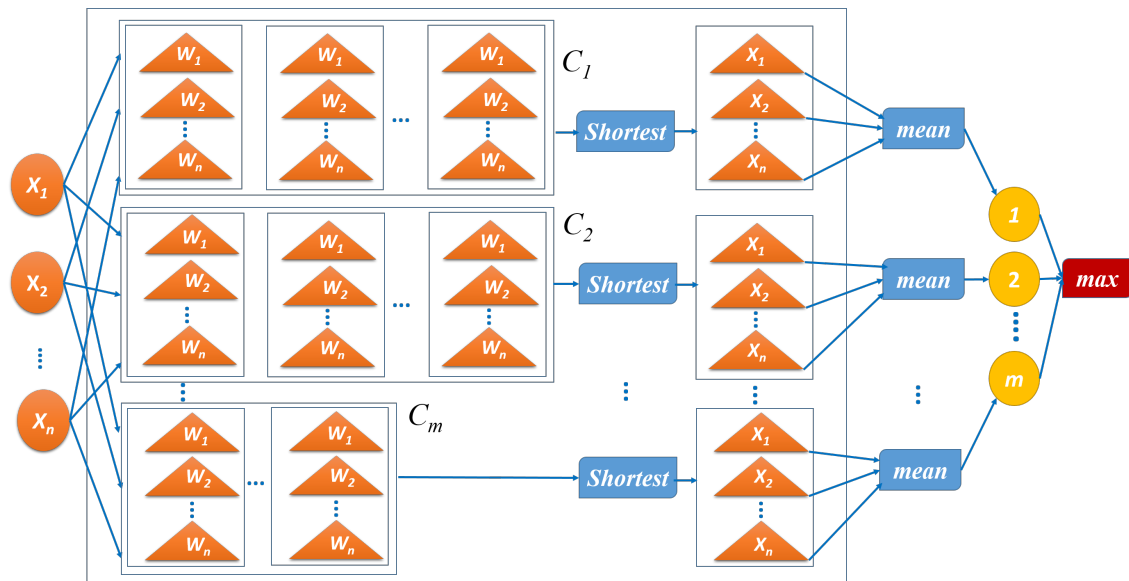 X1
X2
Xn
C1
W1 W1 W1
W2 W2 W2
...
Wn Wn Wn
Shortest
X1
X2
Xn
mean
C2
W1 W1 W1
W2 W2 W2
...
Wn Wn Wn
Shortest
X1
X2
Xn
mean
Cm
W1 W1
W2 ... W2
Wn Wn
Shortest
X1
X2
Xn
mean
1
2
m
max